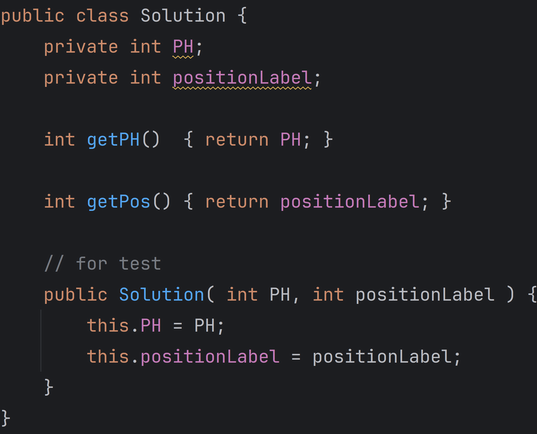 public class Solution {
    private int PH;
    private int positionLabel;

    int getPH()  { return PH; }

    int getPos() { return positionLabel; }

    // for test
    public Solution( int PH, int positionLabel ) {
        this.PH = PH;
        this.positionLabel = positionLabel;
    }
}